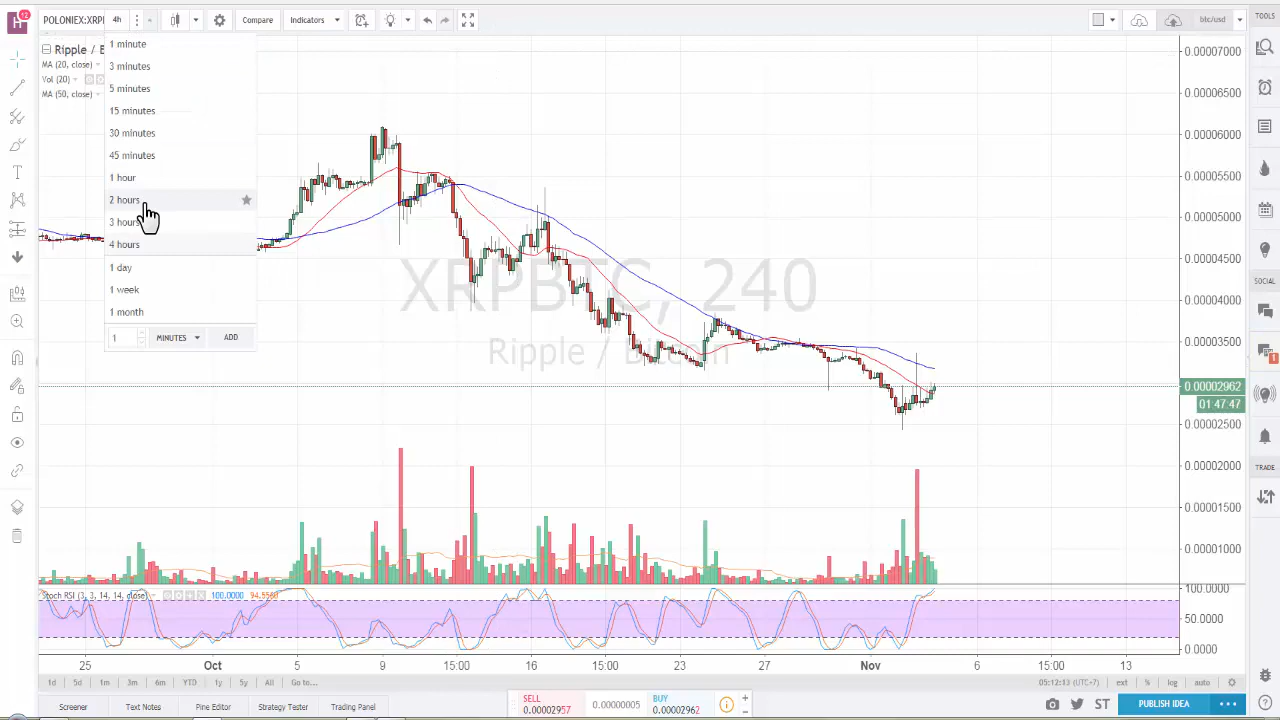 12
POLONIEX:XRP
4h
Compare
Indicators
btc/usd
TOOLS
1 minute
3 minutes
5 minutes
15 minutes
30 minutes
45 minutes
1 hour
2 hours
3 hours
4 hours
1 day
1 week
1 month
1
MINUTES
ADD
Ripple / B
MA (20, close)
Vol (20)
MA (50, close)
XRPBTC, 240
Ripple / Bitcoin
0.00007000
0.00006500
0.00006000
0.00005500
0.00005000
0.00004500
0.00004000
0.00003500
0.00002962
01:47:47
0.00002500
0.00002000
0.00001500
0.00001000
SOCIAL
1
TRADE
Stoch RSI (3, 3, 14, 14, close)
100.0000
100.0000
50.0000
0.0000
25
Oct
5
9
15:00
16
15:00
23
27
Nov
6
15:00
13
1d
5d
1m
3m
6m
YTD
1y
5y
All
Go to...
05:12:13 (UTC-7)
ext
%
log
auto
Screener
Text Notes
Pine Editor
Strategy Tester
Trading Panel
SELL
0.00002957
0.00000005
BUY
0.00002962
ST
PUBLISH IDEA